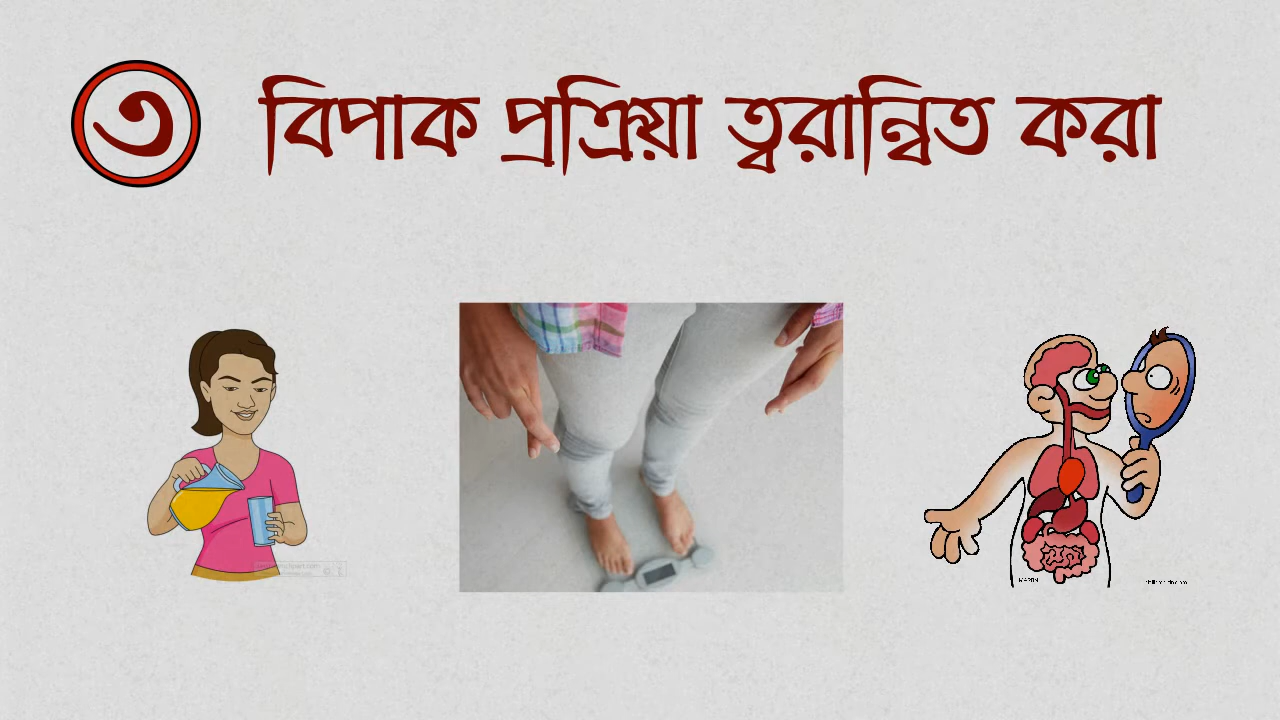 ৩ বিপাক প্রক্রিয়া ত্বরান্বিত করা